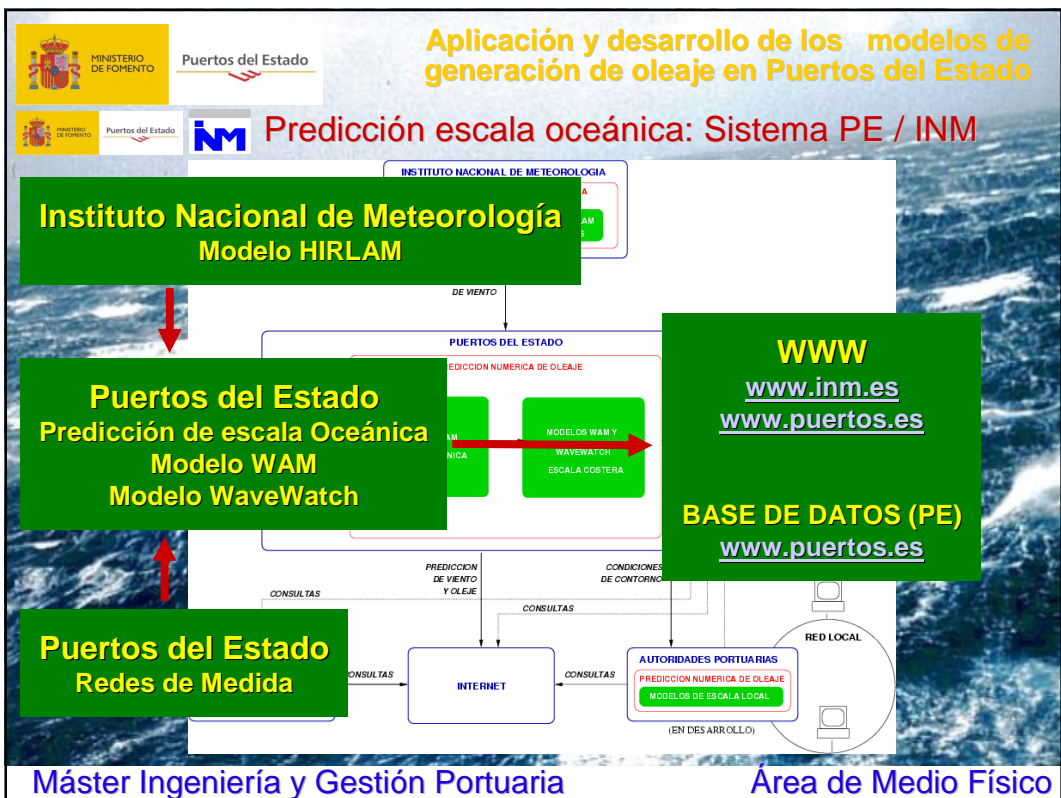 MINISTERIO
DE FOMENTO
Puertos del Estado
Aplicación y desarrollo de los modelos de
generación de oleaje en Puertos del Estado
MINISTERIO
DE FOMENTO
Puertos del Estado
INM
Predicción escala oceánica: Sistema PE / INM
INSTITUTO NACIONAL DE METEOROLOGIA
Instituto Nacional de Meteorología
Modelo HIRLAM
DE VIENTO
PUERTOS DEL ESTADO
NUMERICA DE OLEAJE
Puertos del Estado
Predicción de escala Oceánica
Modelo WAM
Modelo WaveWatch
MODELOS WAM Y
WAVEWATCH
ESCALA COSTERA
WWW
www.inm.es
www.puertos.es
BASE DE DATOS (PE)
www.puertos.es
PREDICCION
DE VIENTO
Y OLEJE
CONDICIONES
DE CONTORNO
CONSULTAS
CONSULTAS
Puertos del Estado
Redes de Medida
INTERNET
CONSULTAS
AUTORIDADES PORTUARIAS
PREDICCION NUMERICA DE OLEAJE
MODELOS DE ESCALA LOCAL
(EN DESARROLLO)
RED LOCAL
Máster Ingeniería y Gestión Portuaria
Área de Medio Físico